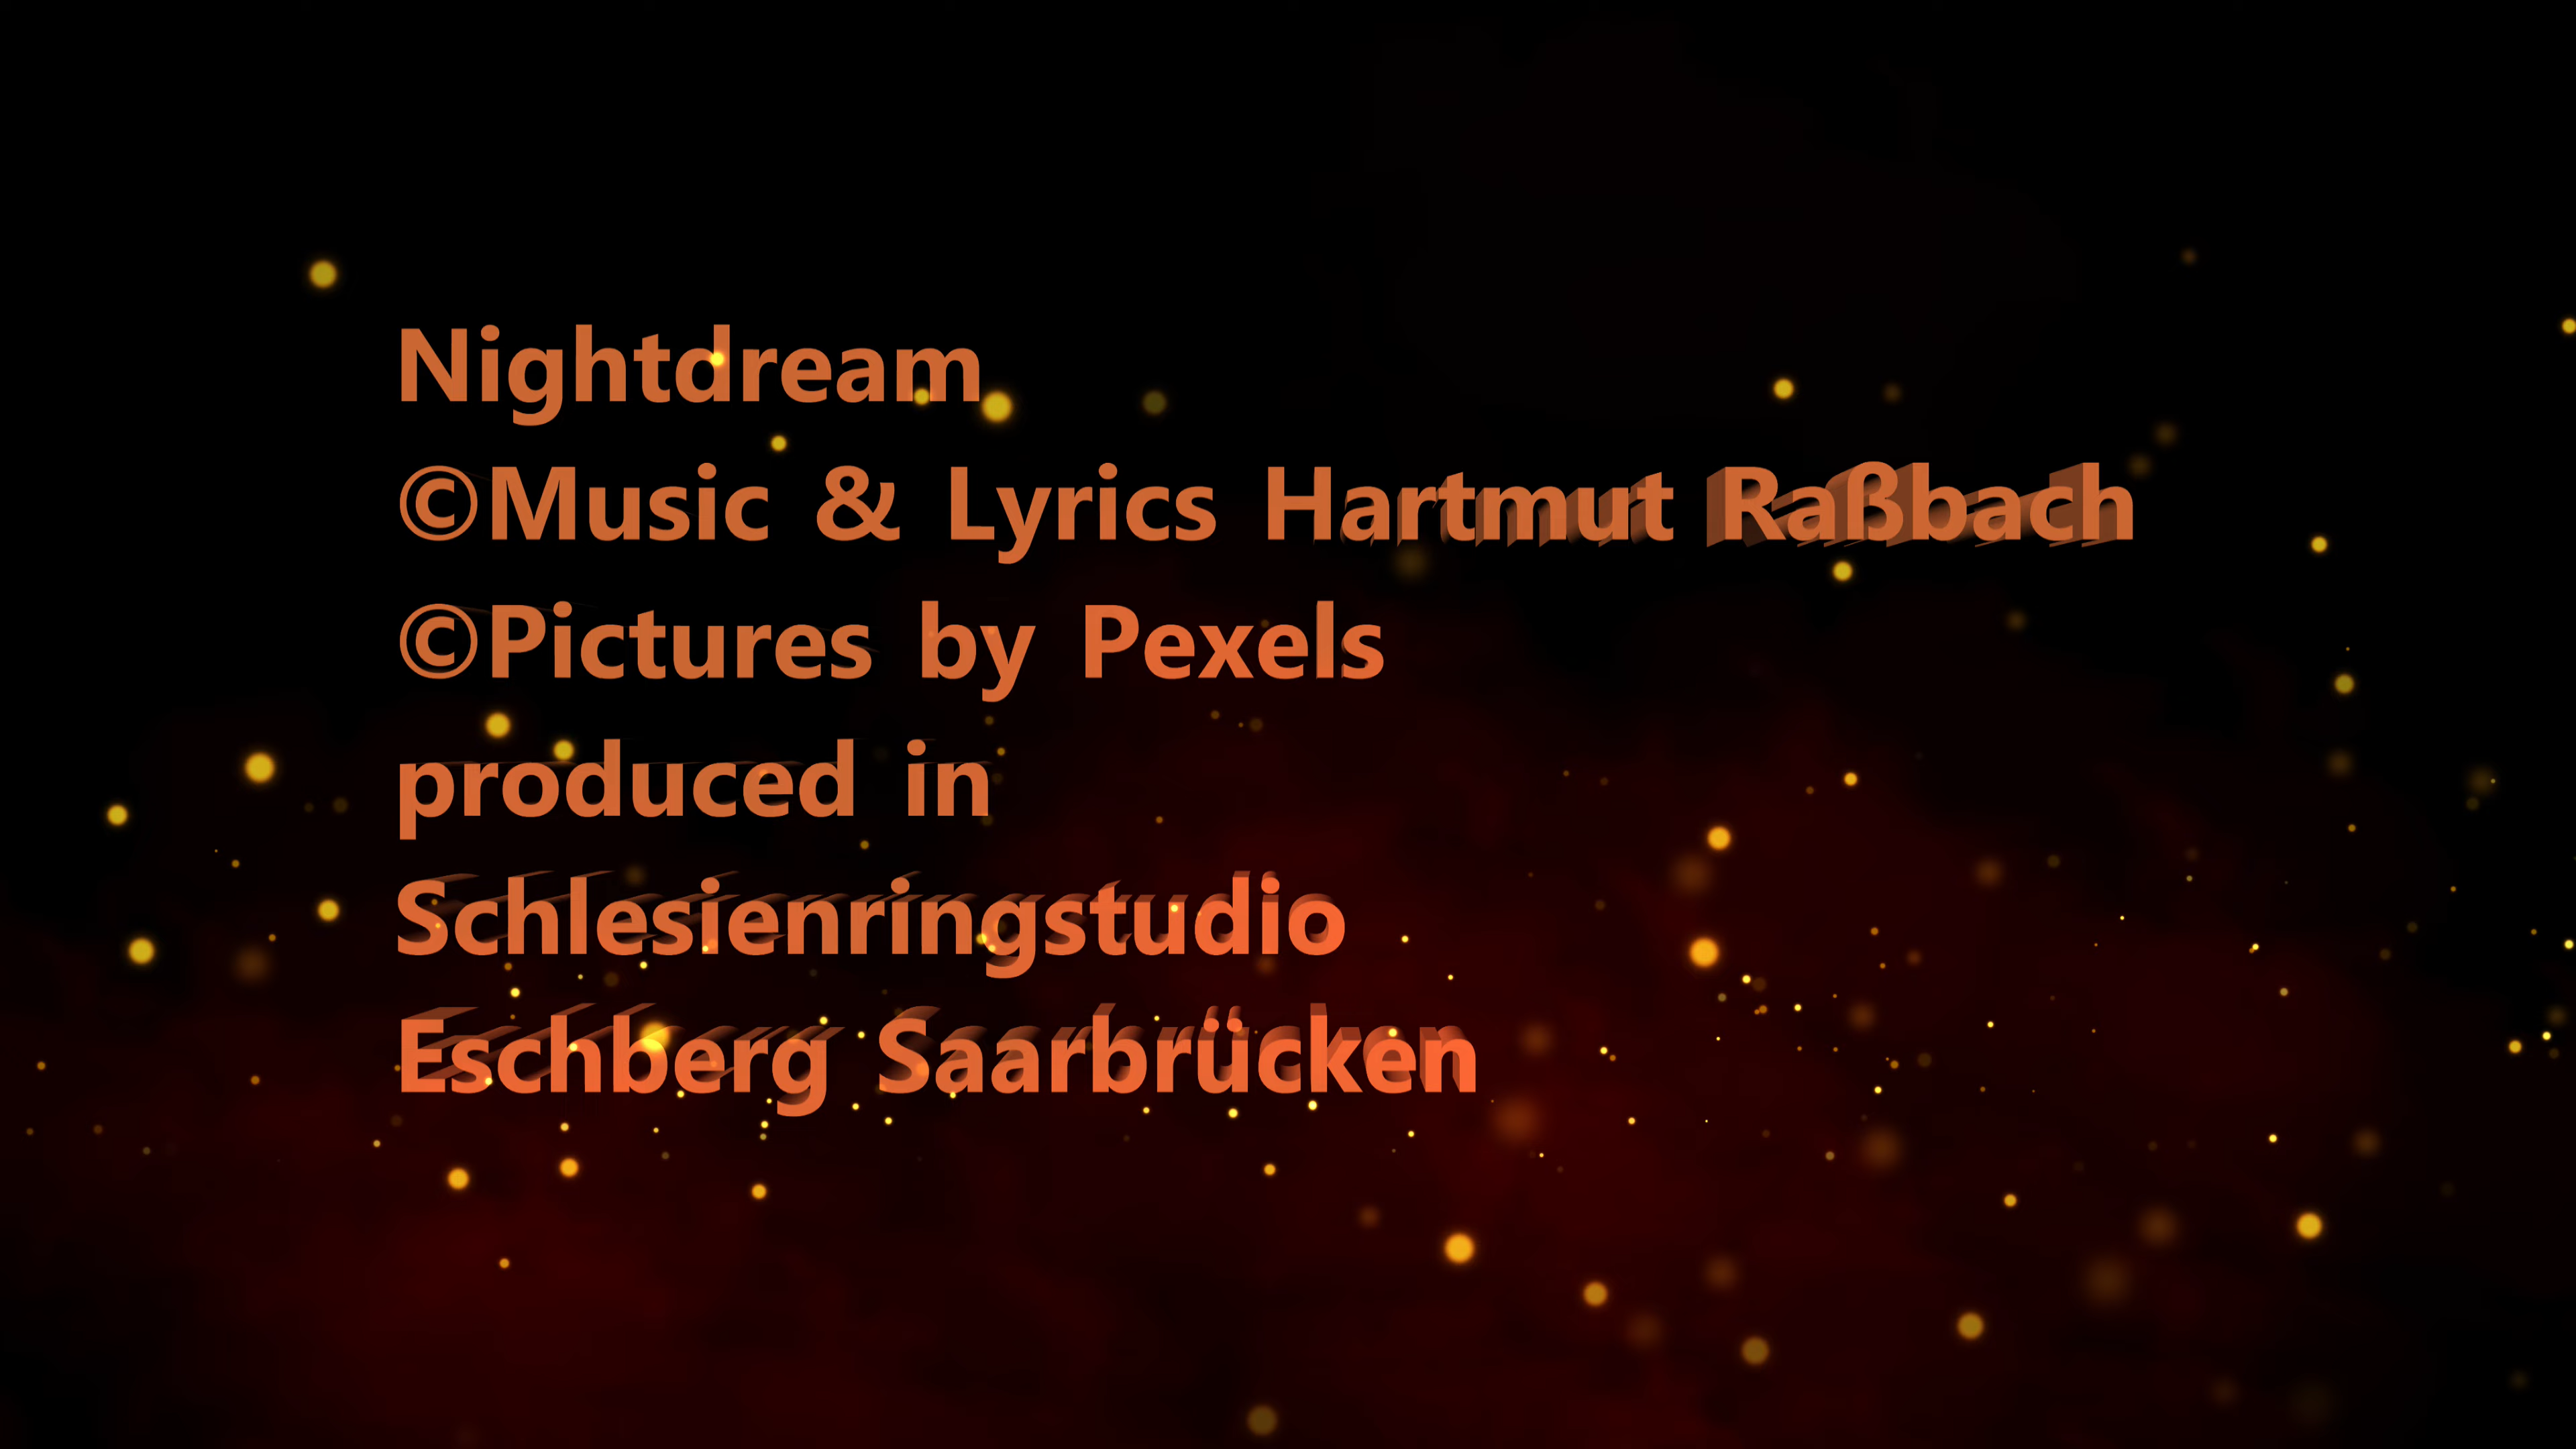 Nightdream
©Music & Lyrics Hartmut Raßbach
©Pictures by Pexels
produced in
Schlesienringstudio
Eschberg Saarbrücken